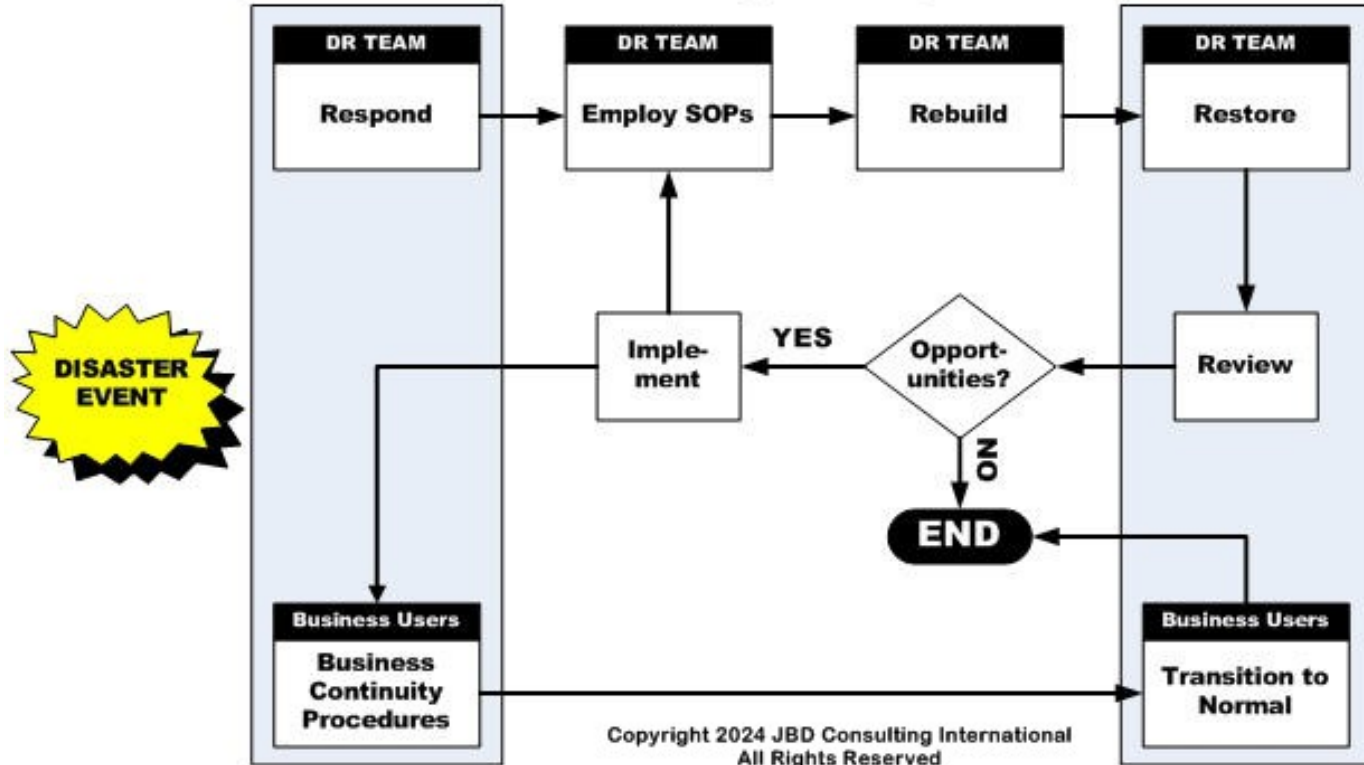 DR TEAM
Respond
DR TEAM
Employ SOPs
DR TEAM
Rebuild
DR TEAM
Restore
DISASTER
EVENT
Imple-
ment
YES
Opport-
unities?
Review
NO
END
Business Users
Business
Continuity
Procedures
Business Users
Transition to
Normal
Copyright 2024 JBD Consulting International
All Rights Reserved